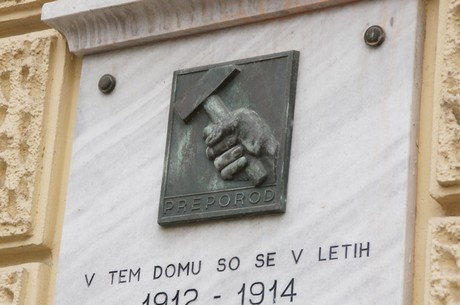 PREPOROD
V TEM DOMU SO SE V LETIH
1912 - 1914